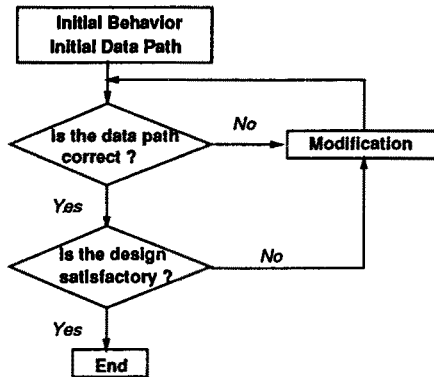 Initial Behavior
Initial Data Path
Is the data path
correct ?
No
Modification
Yes
Is the design
satisfactory ?
No
Yes
End